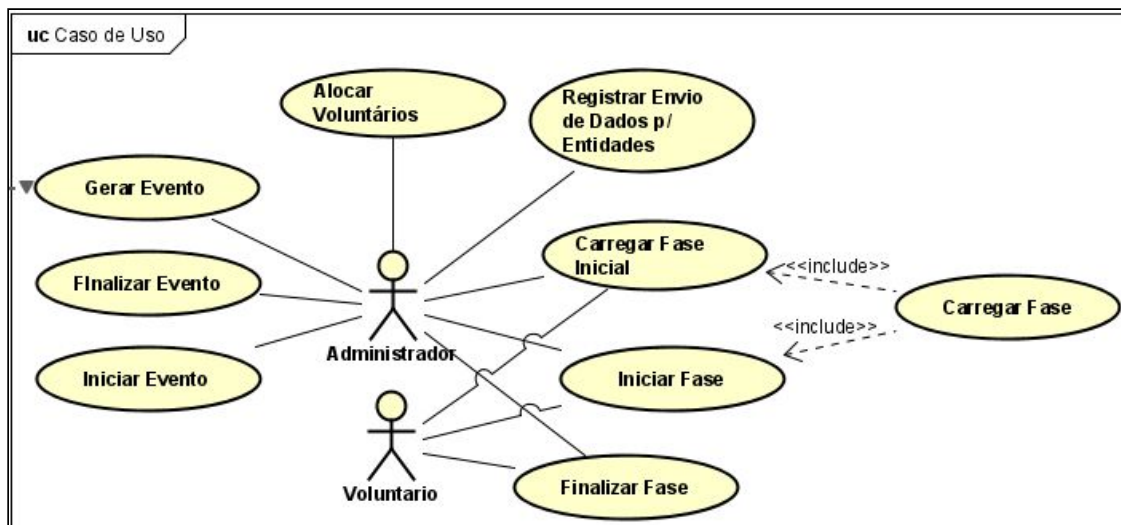 uc Caso de Uso
Alocar
Voluntários
Registrar Envio
de Dados p/
Entidades
Gerar Evento
Carregar Fase
Inicial
<<include>>
FInalizar Evento
Carregar Fase
<<include>>
Administrador
Iniciar Evento
Iniciar Fase
Voluntario
Finalizar Fase